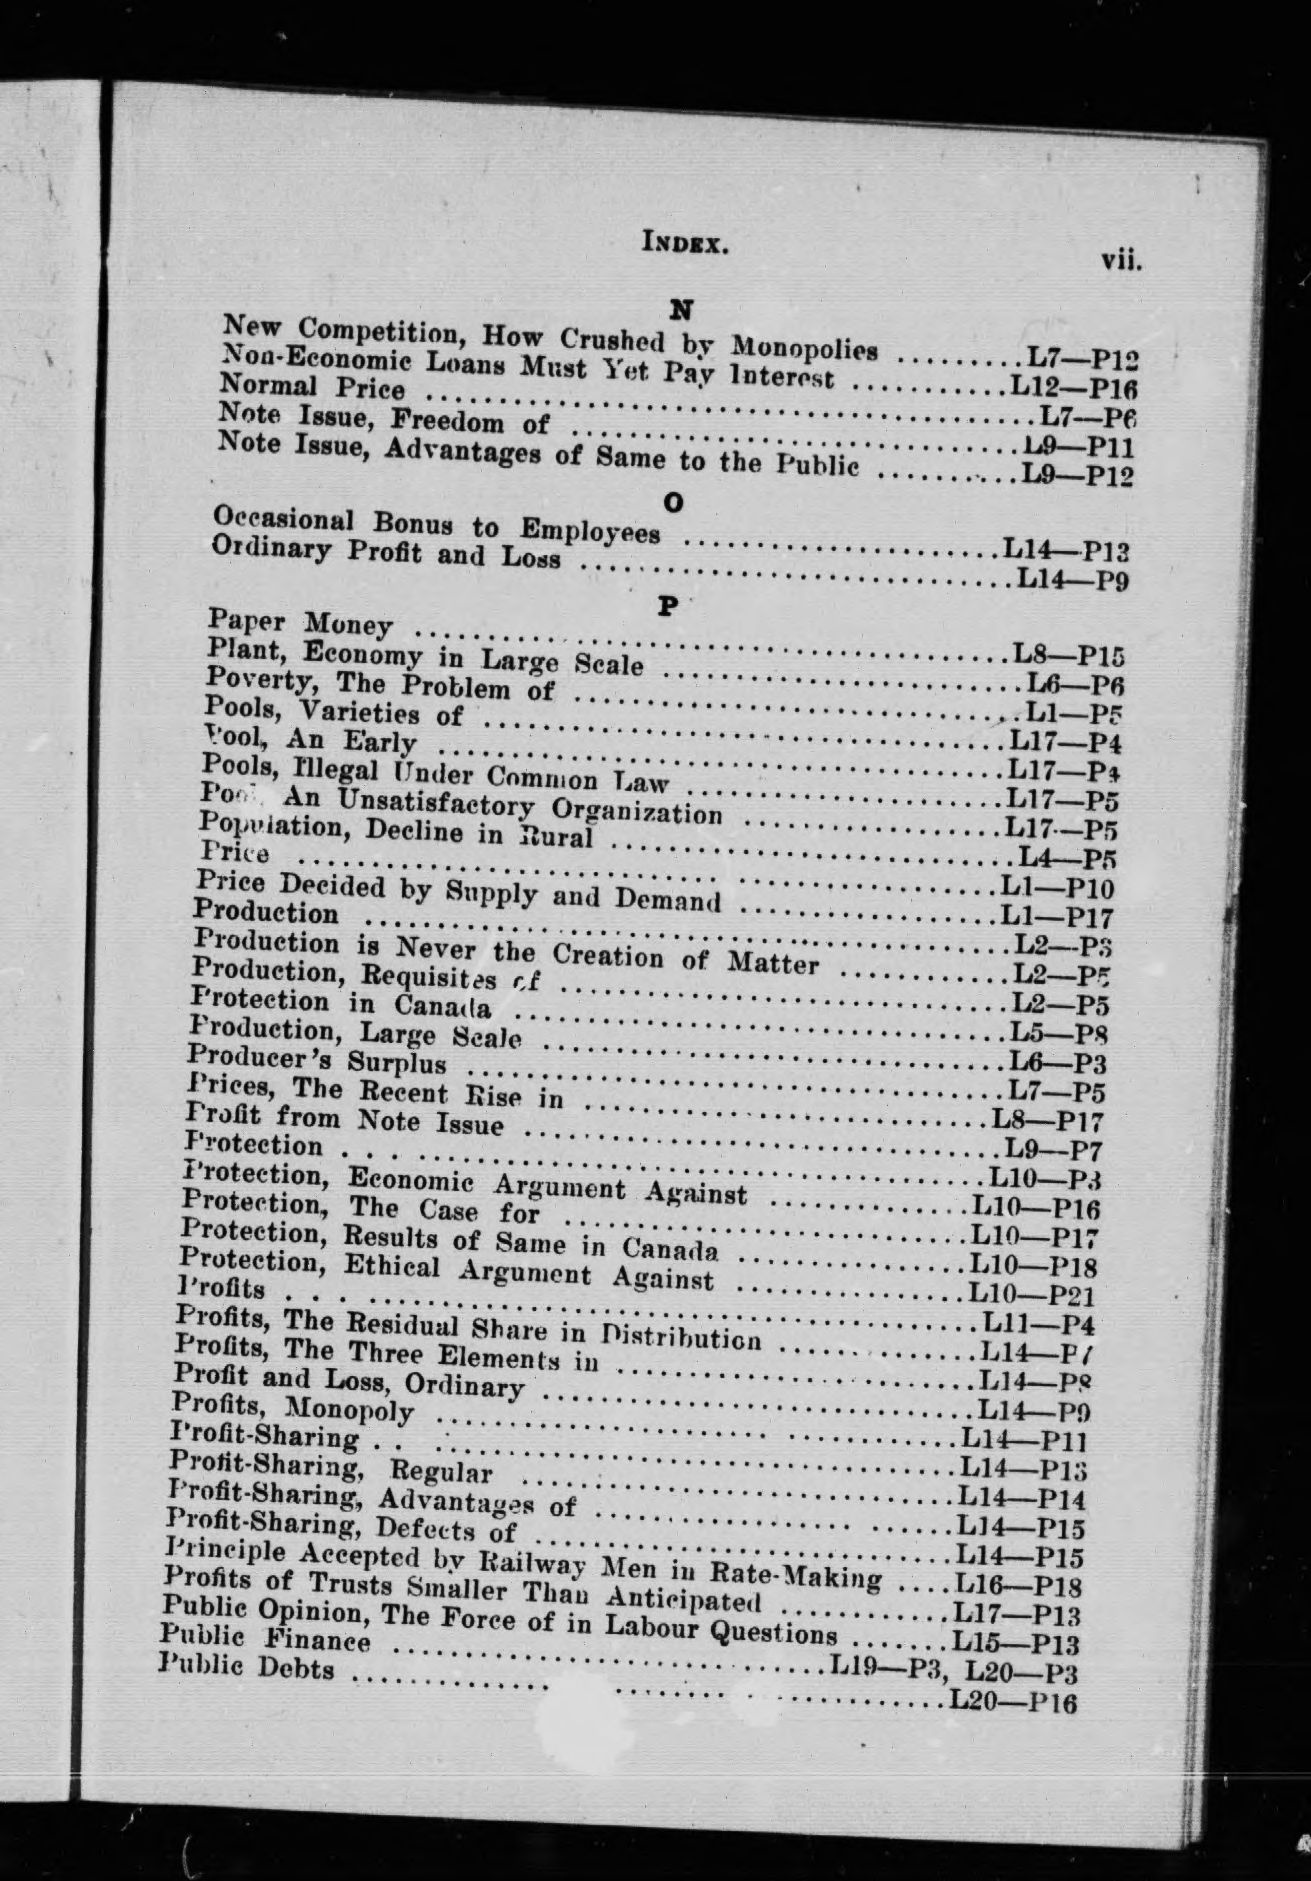 INDEX.
vii.
N
New Competition, How Crushed by Monopolies .........L7—P12
Non-Economic Loans Must Yet Pay Interest ...........L12—P16
Normal Price ..........................................L7—P6
Note Issue, Freedom of ...............................L9—P11
Note Issue, Advantages of Same to the Public ..........L9—P12
O
Occasional Bonus to Employees ......................L14—P13
Ordinary Profit and Loss ..............................L14—P9
P
Paper Money .........................................L8—P15
Plant, Economy in Large Scale .........................L6—P6
Poverty, The Problem of ...............................L1—P5
Pools, Varieties of ....................................L17—P4
Pool, An Early .......................................L17—P4
Pools, Illegal Under Common Law ......................L17—P5
Pool, An Unsatisfactory Organization ..................L17—P5
Population, Decline in Rural ............................L4—P5
Price ................................................L1—P10
Price Decided by Supply and Demand ..................L1—P17
Production ............................................L2—P3
Production is Never the Creation of Matter ............L2—P5
Production, Requisites of ...............................L2—P5
Protection in Canada ..................................L5—P8
Production, Large Scale ................................L6—P3
Producer's Surplus .....................................L7—P5
Prices, The Recent Rise in ............................L8—P17
Profit from Note Issue .................................L9—P7
Protection . . . .......................................L10—P3
Protection, Economic Argument Against ..............L10—P16
Protection, The Case for ............................L10—P17
Protection, Results of Same in Canada ................L10—P18
Protection, Ethical Argument Against ................L10—P21
Profits . . . ..........................................L11—P4
Profits, The Residual Share in Distribution ..............L14—P7
Profits, The Three Elements in .........................L14—P8
Profit and Loss, Ordinary ..............................L14—P9
Profits, Monopoly ...................................L14—P11
Profit-Sharing . . ....................................L14—P13
Profit-Sharing, Regular ..............................L14—P14
Profit-Sharing, Advantages of ........................L14—P15
Profit-Sharing, Defects of ............................L14—P15
Principle Accepted by Railway Men in Rate-Making ....L16—P18
Profits of Trusts Smaller Than Anticipated ............L17—P13
Public Opinion, The Force of in Labour Questions .......L15—P13
Public Finance ..............................L19—P3, L20—P3
Public Debts ........................................L20—P16